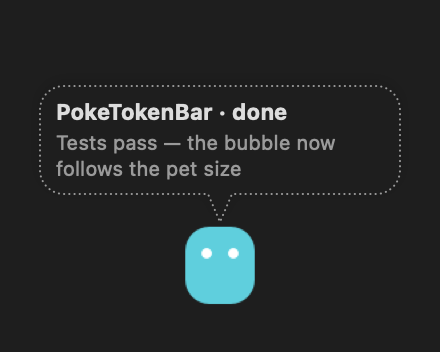 PokeTokenBar · done
Tests pass — the bubble now
follows the pet size